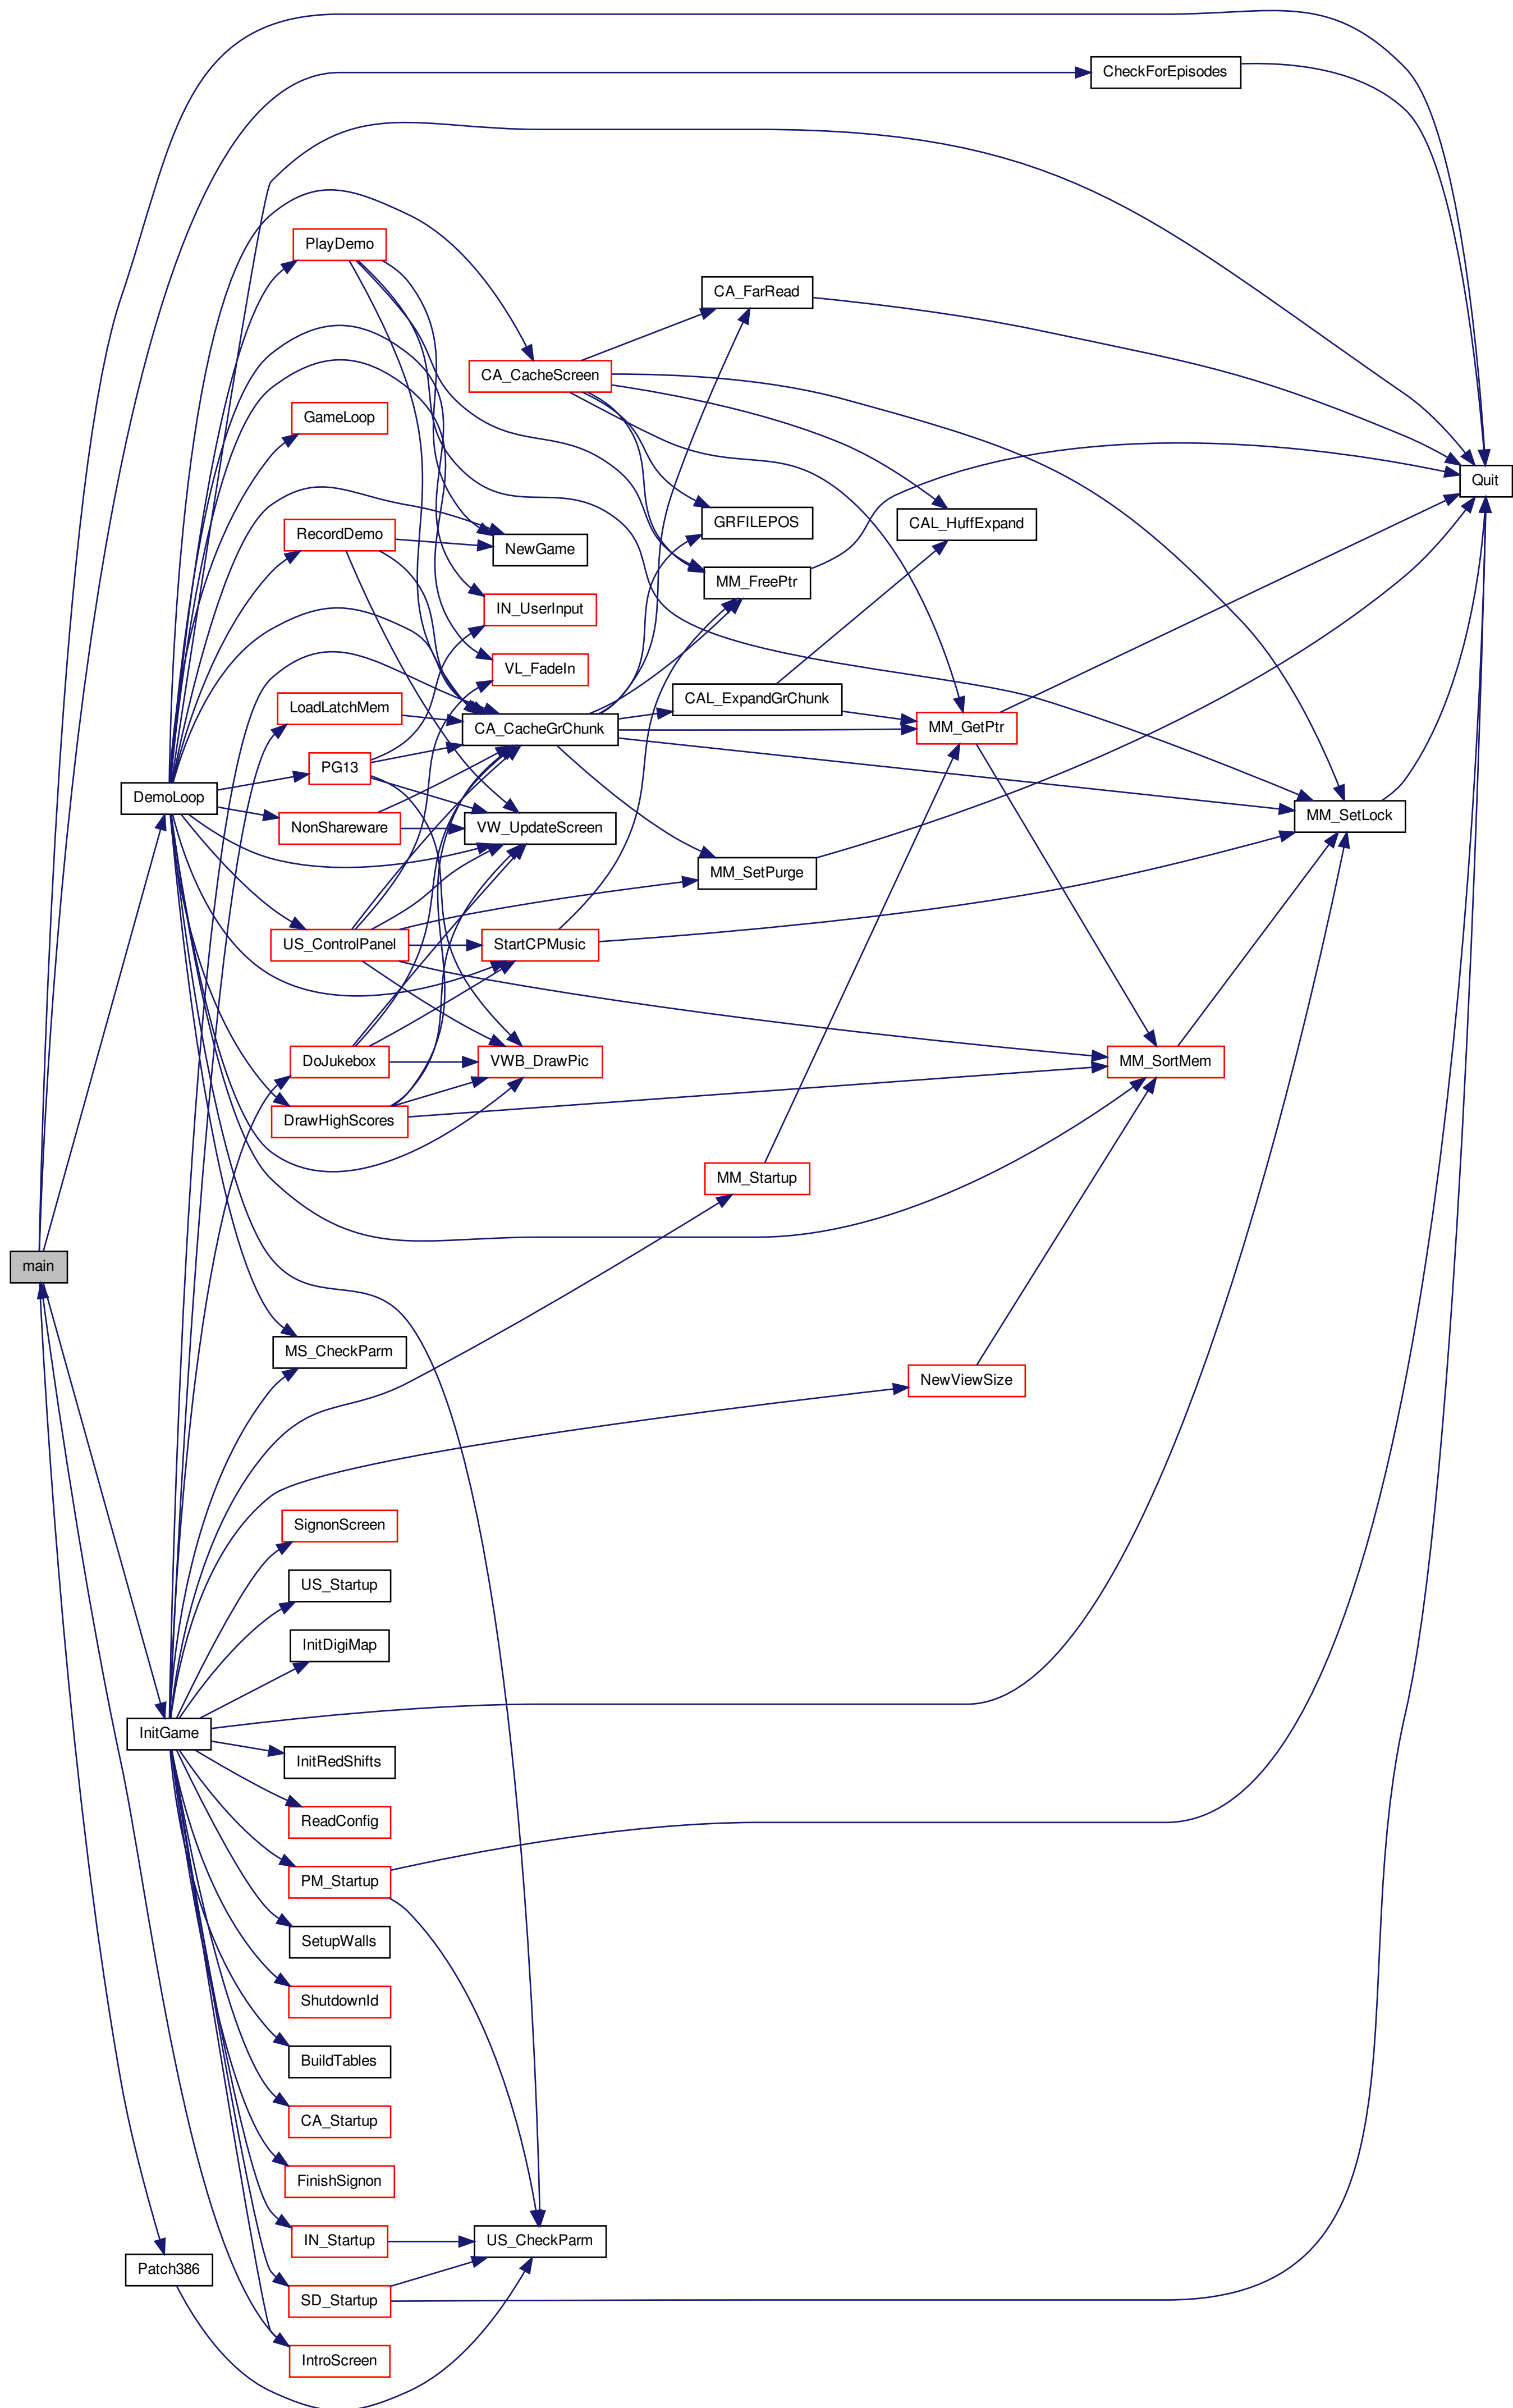 CheckForEpisodes
PlayDemo
CA_FarRead
CA_CacheScreen
GameLoop
Quit
GRFILEPOS
CAL_HuffExpand
RecordDemo
NewGame
MM_FreePtr
IN_UserInput
VL_FadeIn
CAL_ExpandGrChunk
LoadLatchMem
CA_CacheGrChunk
MM_GetPtr
PG13
DemoLoop
MM_SetLock
NonShareware
VW_UpdateScreen
MM_SetPurge
US_ControlPanel
StartCPMusic
DoJukebox
VWB_DrawPic
MM_SortMem
DrawHighScores
MM_Startup
main
MS_CheckParm
NewViewSize
SignonScreen
US_Startup
InitDigiMap
InitGame
InitRedShifts
ReadConfig
PM_Startup
SetupWalls
ShutdownId
BuildTables
CA_Startup
FinishSignon
IN_Startup
US_CheckParm
Patch386
SD_Startup
IntroScreen